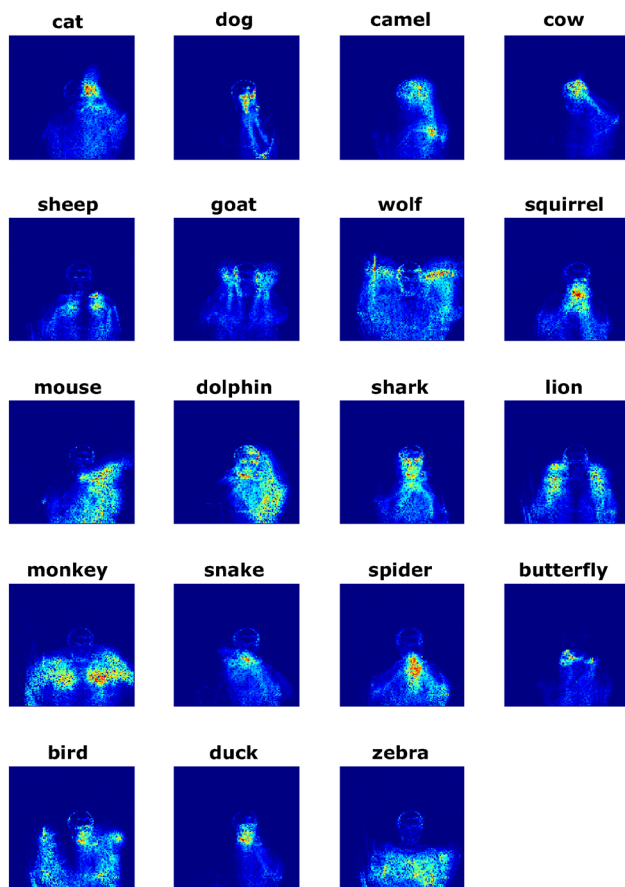 cat dog camel cow
sheep goat wolf squirrel
mouse dolphin shark lion
monkey snake spider butterfly
bird duck zebra